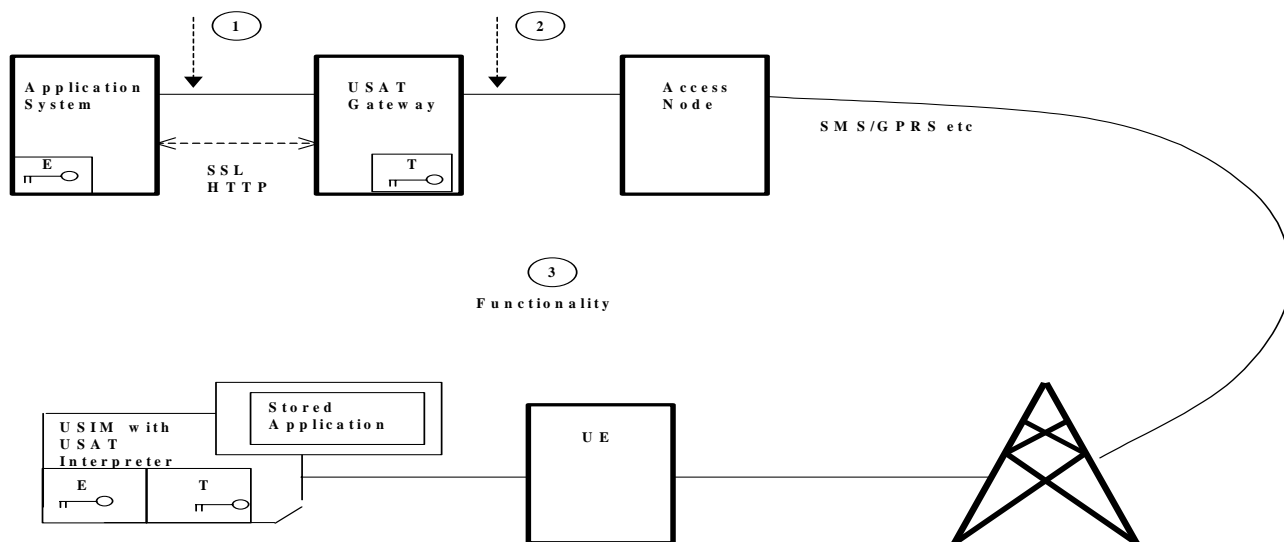 1
2
Application
System
USAT
Gateway
Access
Node
SMS/GPRS etc
E
SSL
HTTP
T
3
Functionality
Stored
Application
USIM with
USAT
Interpreter
UE
E
T